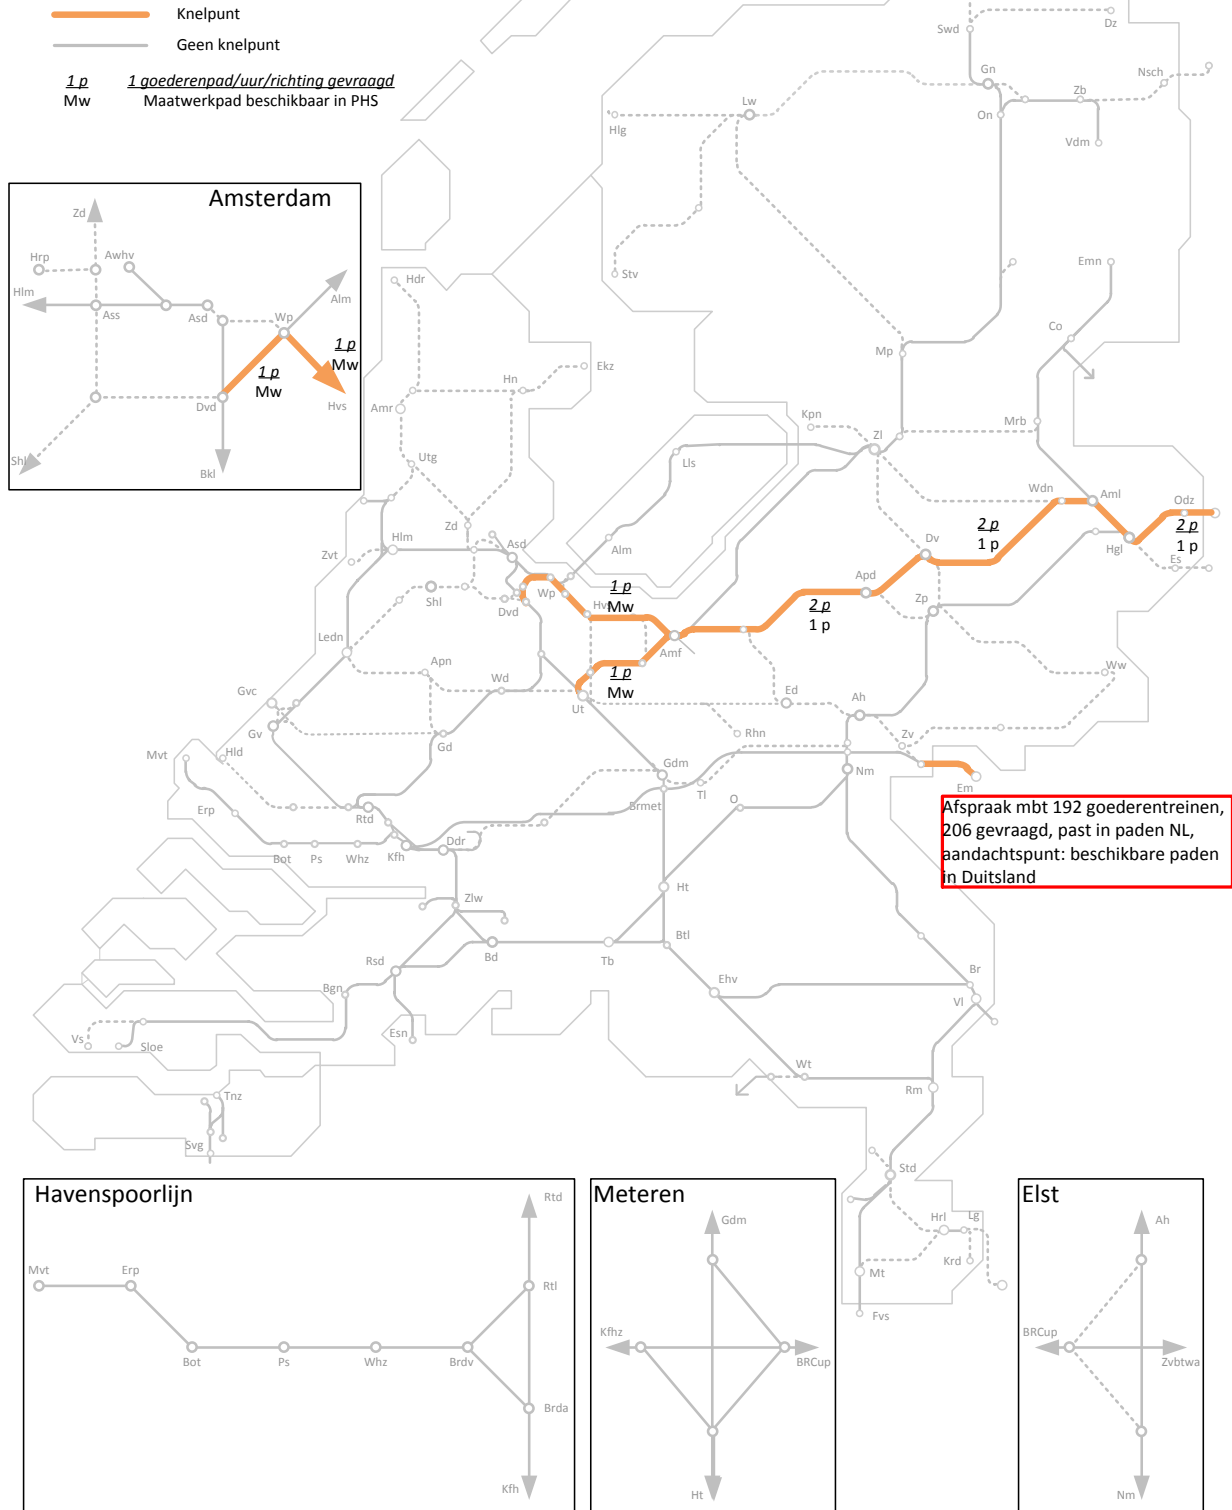 Knelpunt
Geen knelpunt
1 p 1 goederenpad/uur/richting gevraagd
Mw Maatwerkpad beschikbaar in PHS
Swd
Dz
Gn
Nsch
Zb
Lw
Hlg
On
Vdm
Stv
Emn
Amsterdam
Zd
Hrp
Awhv
Hlm
Ass
Asd
Wp
Alm
1 p
Mw
1 p
Mw
Dvd
Hvs
Shl
Bkl
Hdr
Co
Mp
Ekz
Hn
Amr
Kpn
Mrb
Zl
Utg
Lls
Wdn
Aml
Odz
Zd
Asd
Hlm
Zvt
Alm
2 p
1 p
2 p
1 p
Dv
Hgl
Es
Shl
Dvd
Wp
1 p
Mw
Hvs
Apd
2 p
1 p
Zp
Ledn
Amf
Apn
Wd
1 p
Mw
Ww
Gvc
Ut
Ed
Ah
Gv
Gd
Rhn
Zv
Mvt
Hld
Gdm
Tl
Nm
Em
Brmet
O
Erp
Rtd
Afspraak mbt 192 goederentreinen,
206 gevraagd, past in paden NL,
aandachtspunt: beschikbare paden
in Duitsland
Bot
Ps
Whz
Kfh
Ddr
Zlw
Ht
Btl
Rsd
Bd
Tb
Bgn
Ehv
Br
Vl
Vs
Sloe
Esn
Wt
Rm
Tnz
Svg
Std
Hrl
Lg
Krd
Mt
Fvs
Havenspoorlijn
Rtd
Mvt
Erp
Rtl
Bot
Ps
Whz
Brdv
Brda
Kfh
Meteren
Gdm
Kfhz
BRCup
Ht
Elst
Ah
BRCup
Zvbtwa
Nm